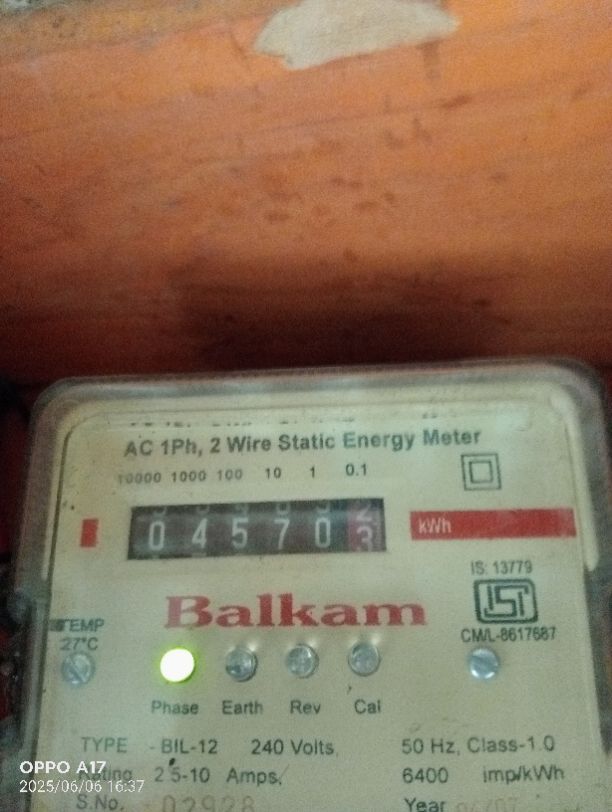 AC 1Ph, 2 Wire Static Energy Meter
10000 1000 100 10 1 0.1
0 4 5 7 0 3
kWh
IS: 13779
Balkam
ISI
CM/L-8617687
TEMP
27°C
Phase Earth Rev Cal
TYPE - BIL-12 240 Volts, 50 Hz, Class-1.0
Rating 2.5-10 Amps, 6400 imp/kWh
S.No. 02928 Year
OPPO A17
2025/06/06 16:37